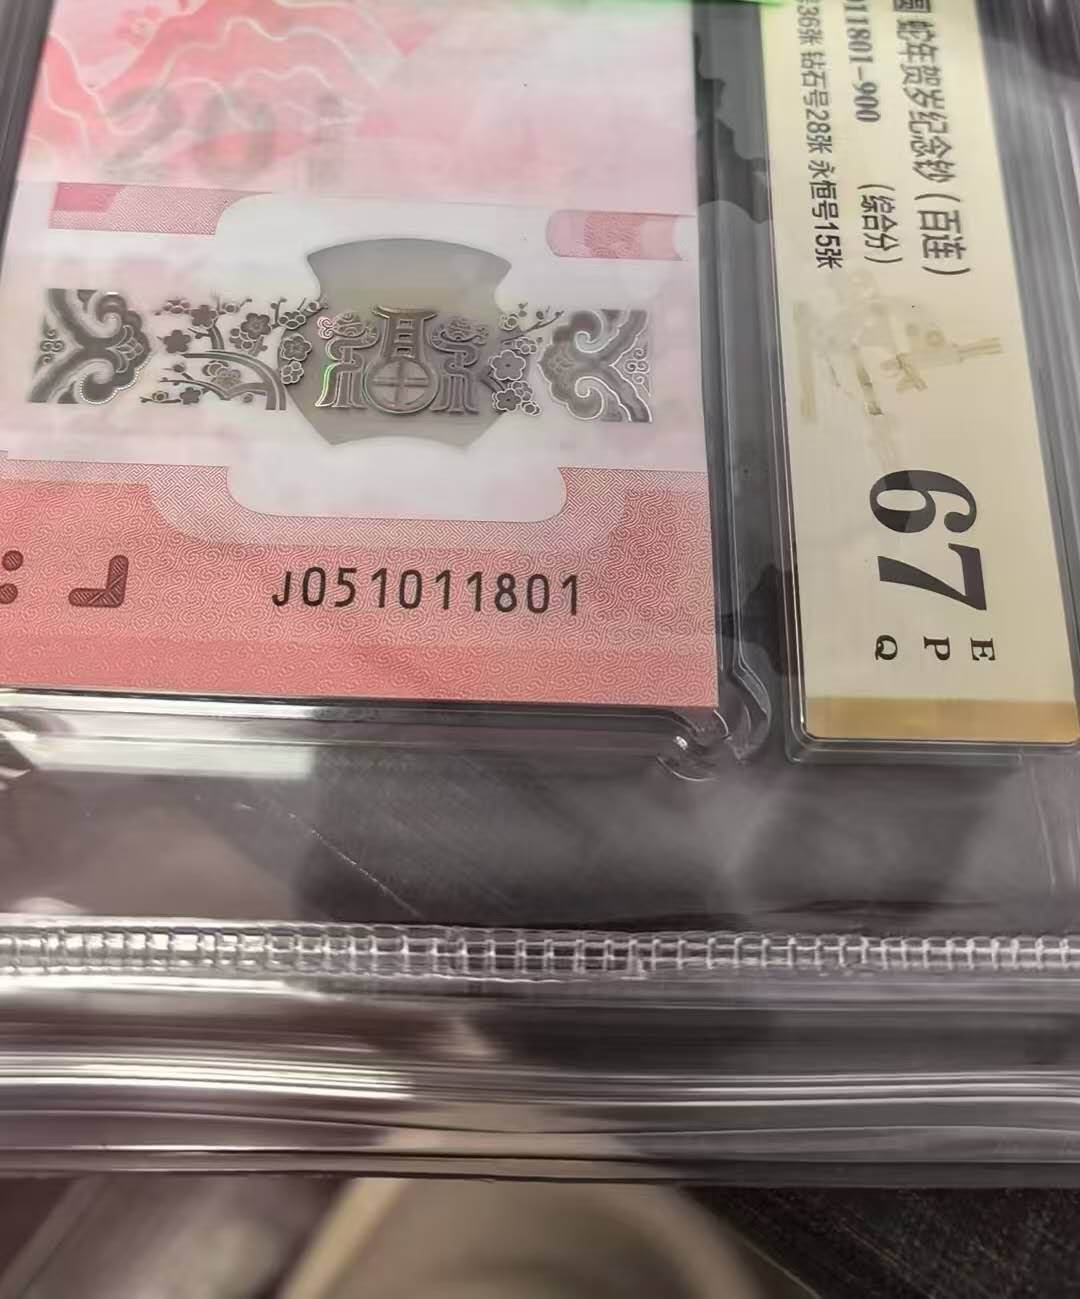 J051011801
蛇年贺岁纪念钞（百连）
11801-900 （综合分）
36张 钻石号28张 永恒号15张
67
E
P
Q
20